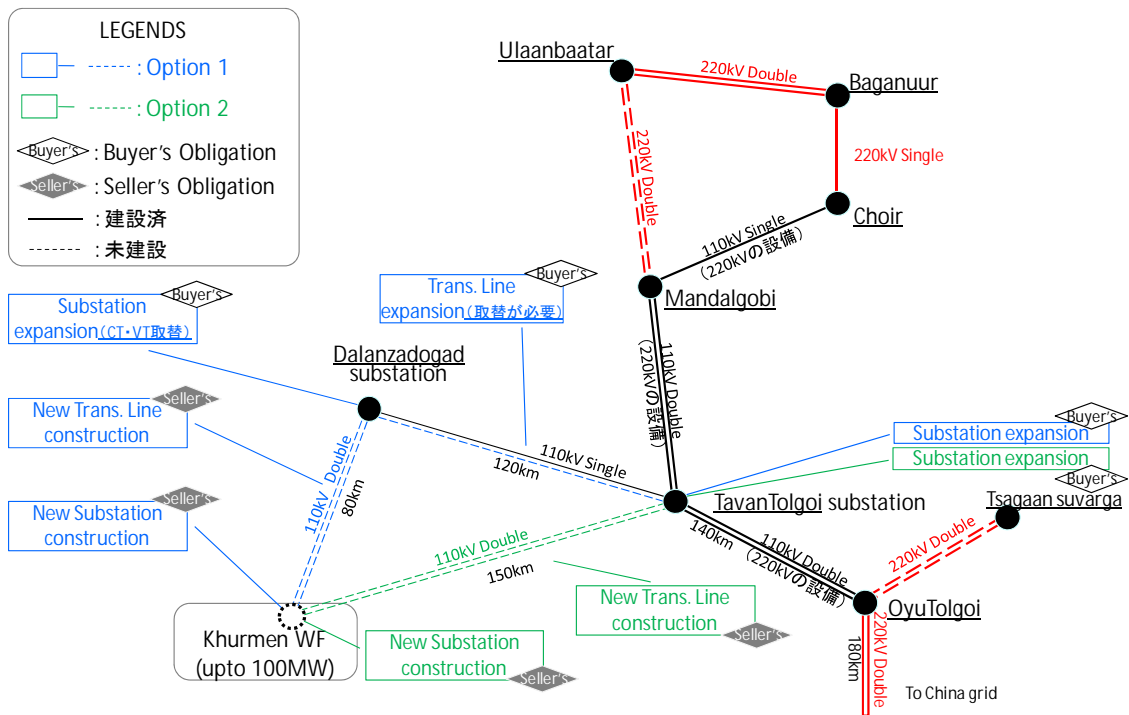 LEGENDS
: Option 1
: Option 2
Buyer's : Buyer's Obligation
Seller's : Seller's Obligation
: 建設済
: 未建設
Ulaanbaatar
220kV Double
Baganuur
220kV Single
220kV Double
Choir
110kV Single
(220kVの設備)
Mandalgobi
Buyer's
Substation
expansion(CT・VT取替)
Buyer's
Trans. Line
expansion(取替が必要)
Dalanzadogad
substation
110kV Double
(220kVの設備)
Seller's
New Trans. Line
construction
110kV Double
80km
110kV Single
120km
Buyer's
Substation expansion
Substation expansion
Buyer's
TavanTolgoi substation
Tsagaan suvarga
Seller's
New Substation
construction
110kV Double
150km
110kV Double
140km (220kVの設備)
220kV Double
New Trans. Line
construction
Seller's
OyuTolgoi
Khurmen WF
(upto 100MW)
New Substation
construction
Seller's
220kV Double
180km
To China grid